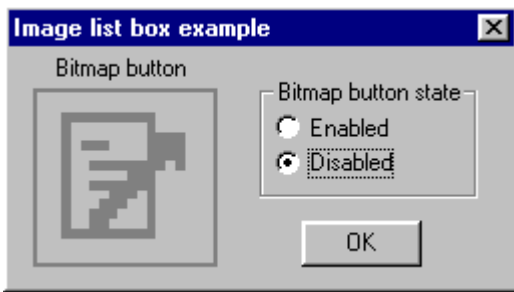 Image list box example
Bitmap button
Bitmap button state
Enabled
Disabled
OK